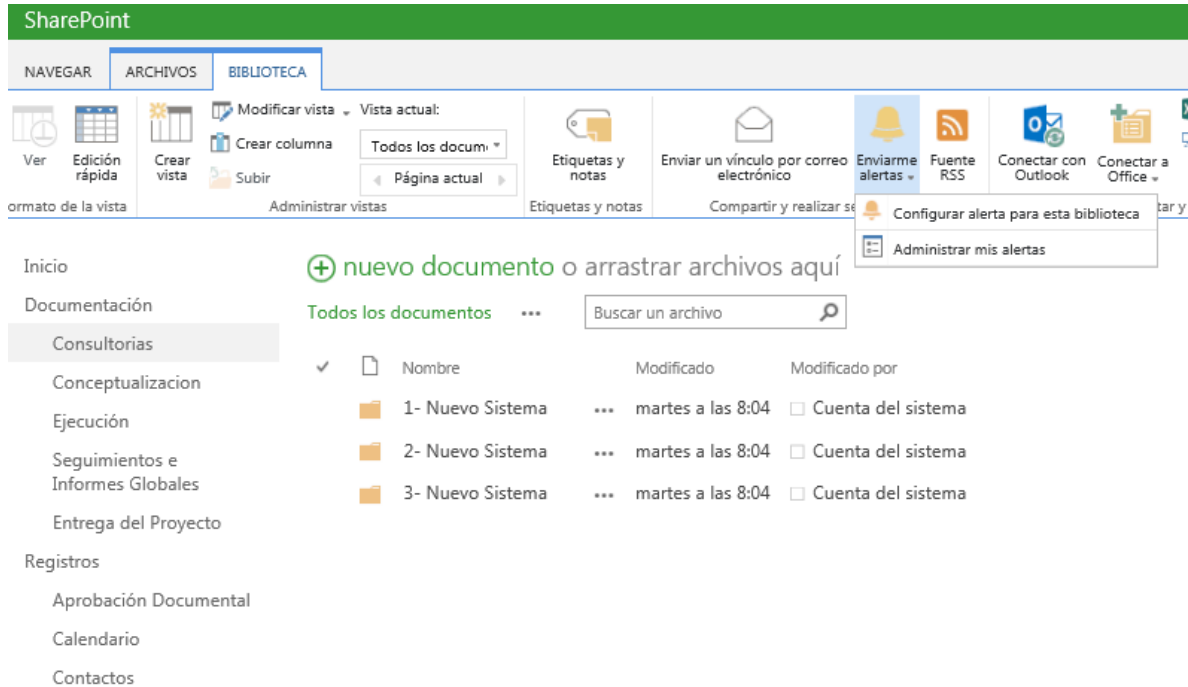 SharePoint
NAVEGAR ARCHIVOS BIBLIOTECA
Ver
Edición
rápida
Crear
vista
Modificar vista
Crear columna
Subir
Vista actual:
Todos los docum
Página actual
Etiquetas y
notas
Enviar un vínculo por correo
electrónico
Enviarme
alertas
Fuente
RSS
Conectar con
Outlook
Conectar a
Office
ormato de la vista
Administrar vistas
Etiquetas y notas
Compartir y realizar se
tar y
Configurar alerta para esta biblioteca
Administrar mis alertas
Inicio
Documentación
Consultorias
Conceptualizacion
Ejecución
Seguimientos e
Informes Globales
Entrega del Proyecto
Registros
Aprobación Documental
Calendario
Contactos
nuevo documento o arrastrar archivos aquí
Todos los documentos ••• Buscar un archivo
Nombre Modificado Modificado por
1- Nuevo Sistema ••• martes a las 8:04 Cuenta del sistema
2- Nuevo Sistema ••• martes a las 8:04 Cuenta del sistema
3- Nuevo Sistema ••• martes a las 8:04 Cuenta del sistema